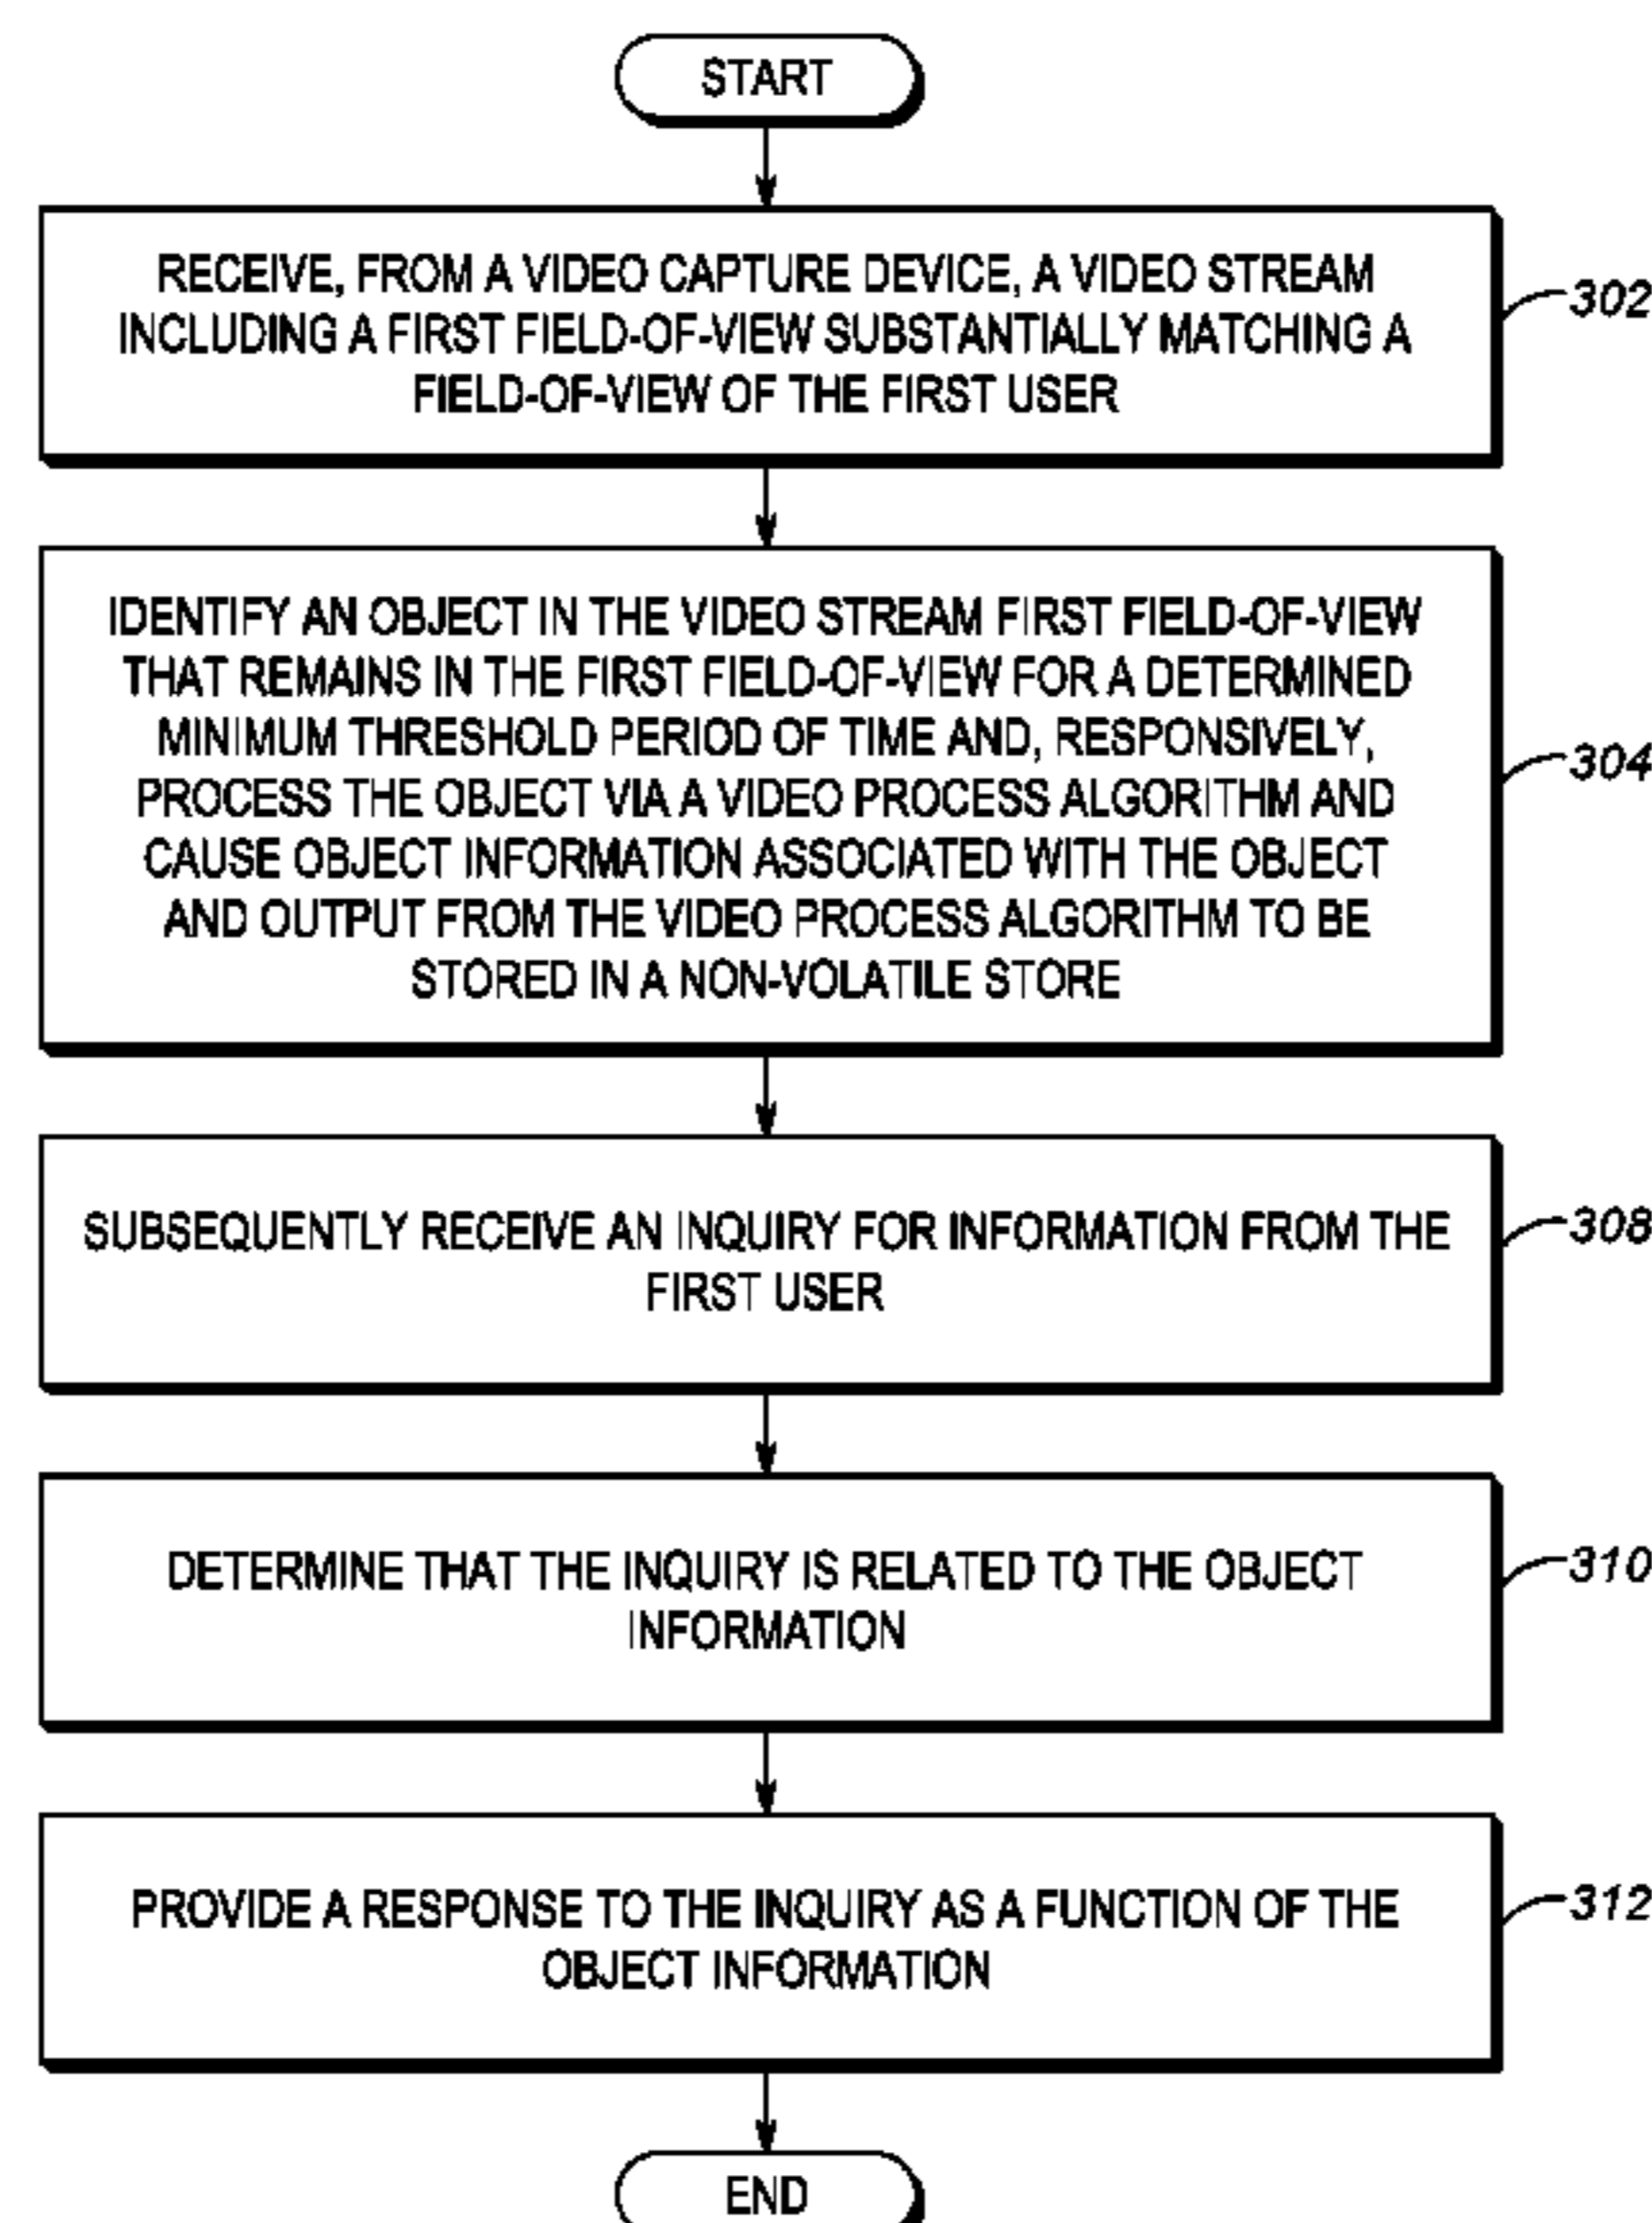 START
RECEIVE, FROM A VIDEO CAPTURE DEVICE, A VIDEO STREAM
INCLUDING A FIRST FIELD-OF-VIEW SUBSTANTIALLY MATCHING A
FIELD-OF-VIEW OF THE FIRST USER
302
IDENTIFY AN OBJECT IN THE VIDEO STREAM FIRST FIELD-OF-VIEW
THAT REMAINS IN THE FIRST FIELD-OF-VIEW FOR A DETERMINED
MINIMUM THRESHOLD PERIOD OF TIME AND, RESPONSIVELY,
PROCESS THE OBJECT VIA A VIDEO PROCESS ALGORITHM AND
CAUSE OBJECT INFORMATION ASSOCIATED WITH THE OBJECT
AND OUTPUT FROM THE VIDEO PROCESS ALGORITHM TO BE
STORED IN A NON-VOLATILE STORE
304
SUBSEQUENTLY RECEIVE AN INQUIRY FOR INFORMATION FROM THE
FIRST USER
308
DETERMINE THAT THE INQUIRY IS RELATED TO THE OBJECT
INFORMATION
310
PROVIDE A RESPONSE TO THE INQUIRY AS A FUNCTION OF THE
OBJECT INFORMATION
312
END